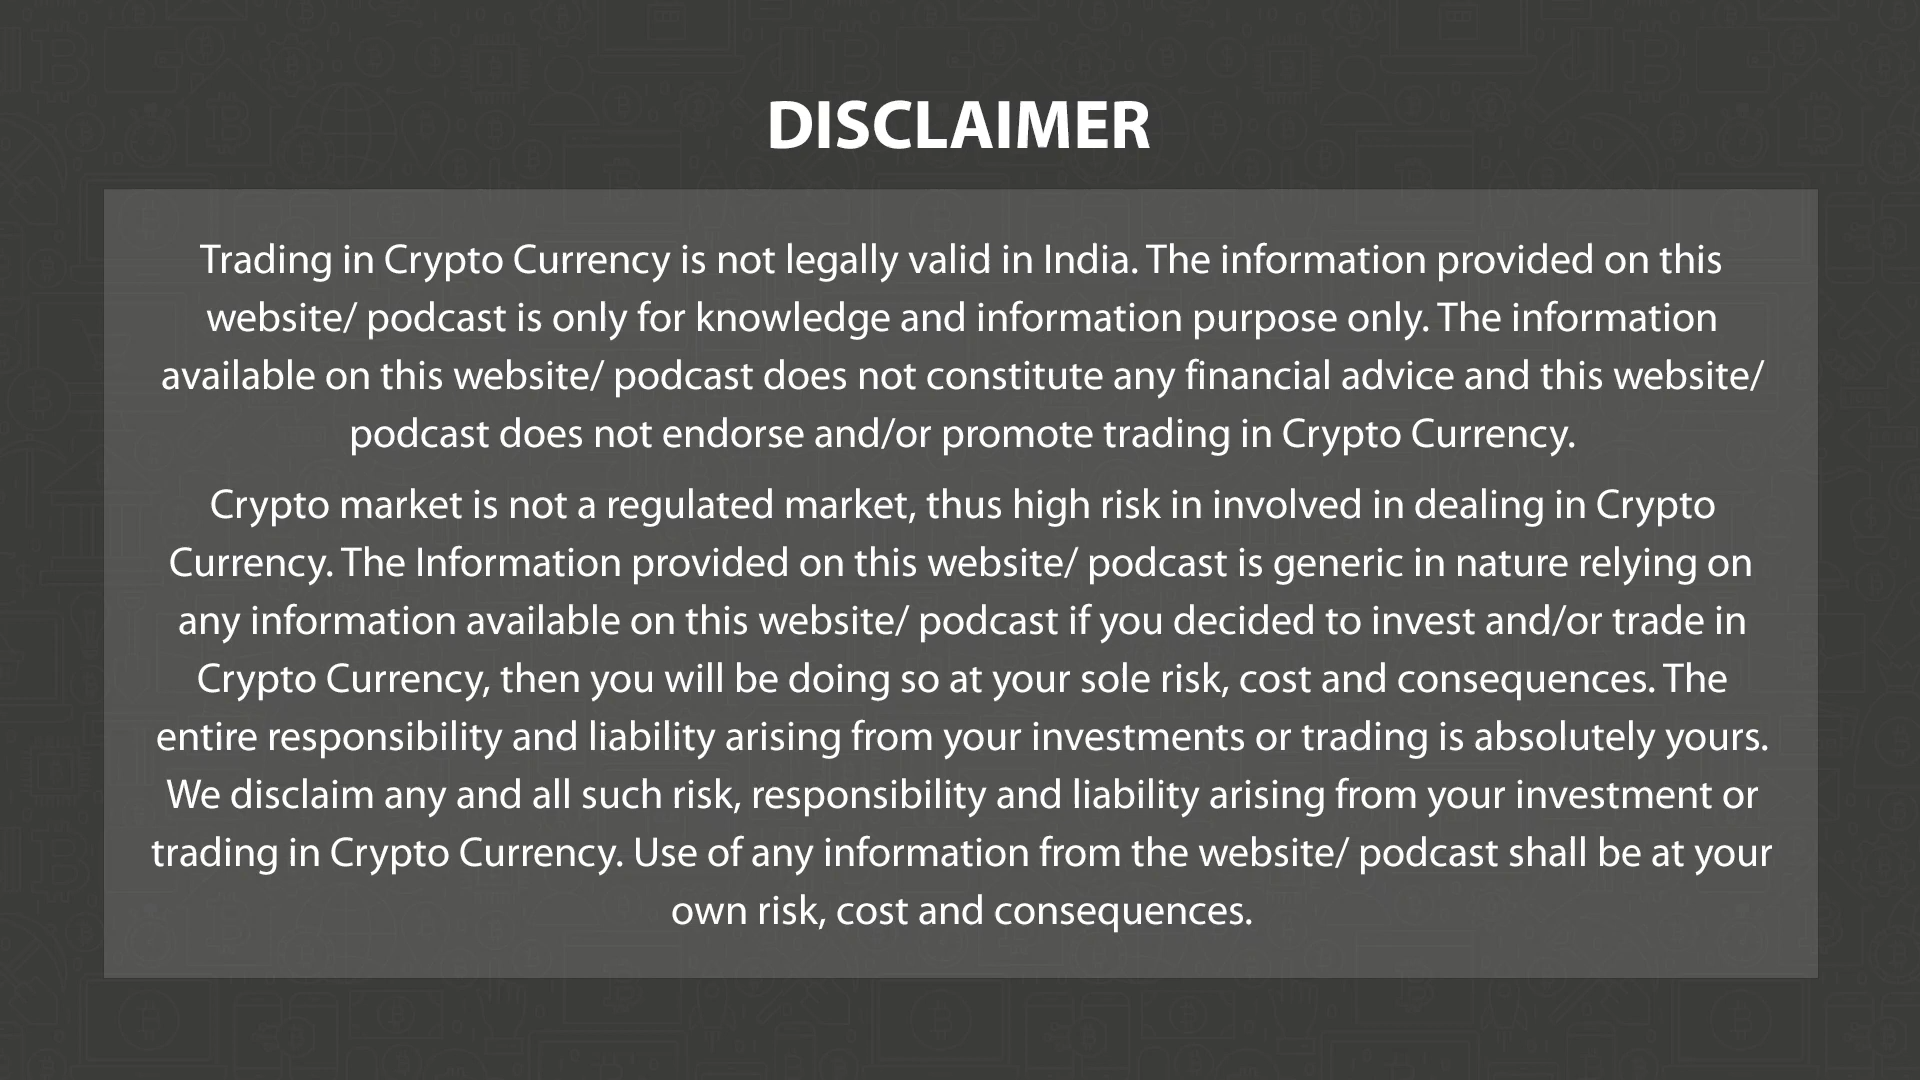 DISCLAIMER
Trading in Crypto Currency is not legally valid in India. The information provided on this
website/ podcast is only for knowledge and information purpose only. The information
available on this website/ podcast does not constitute any financial advice and this website/
podcast does not endorse and/or promote trading in Crypto Currency.
Crypto market is not a regulated market, thus high risk in involved in dealing in Crypto
Currency. The Information provided on this website/ podcast is generic in nature relying on
any information available on this website/ podcast if you decided to invest and/or trade in
Crypto Currency, then you will be doing so at your sole risk, cost and consequences. The
entire responsibility and liability arising from your investments or trading is absolutely yours.
We disclaim any and all such risk, responsibility and liability arising from your investment or
trading in Crypto Currency. Use of any information from the website/ podcast shall be at your
own risk, cost and consequences.